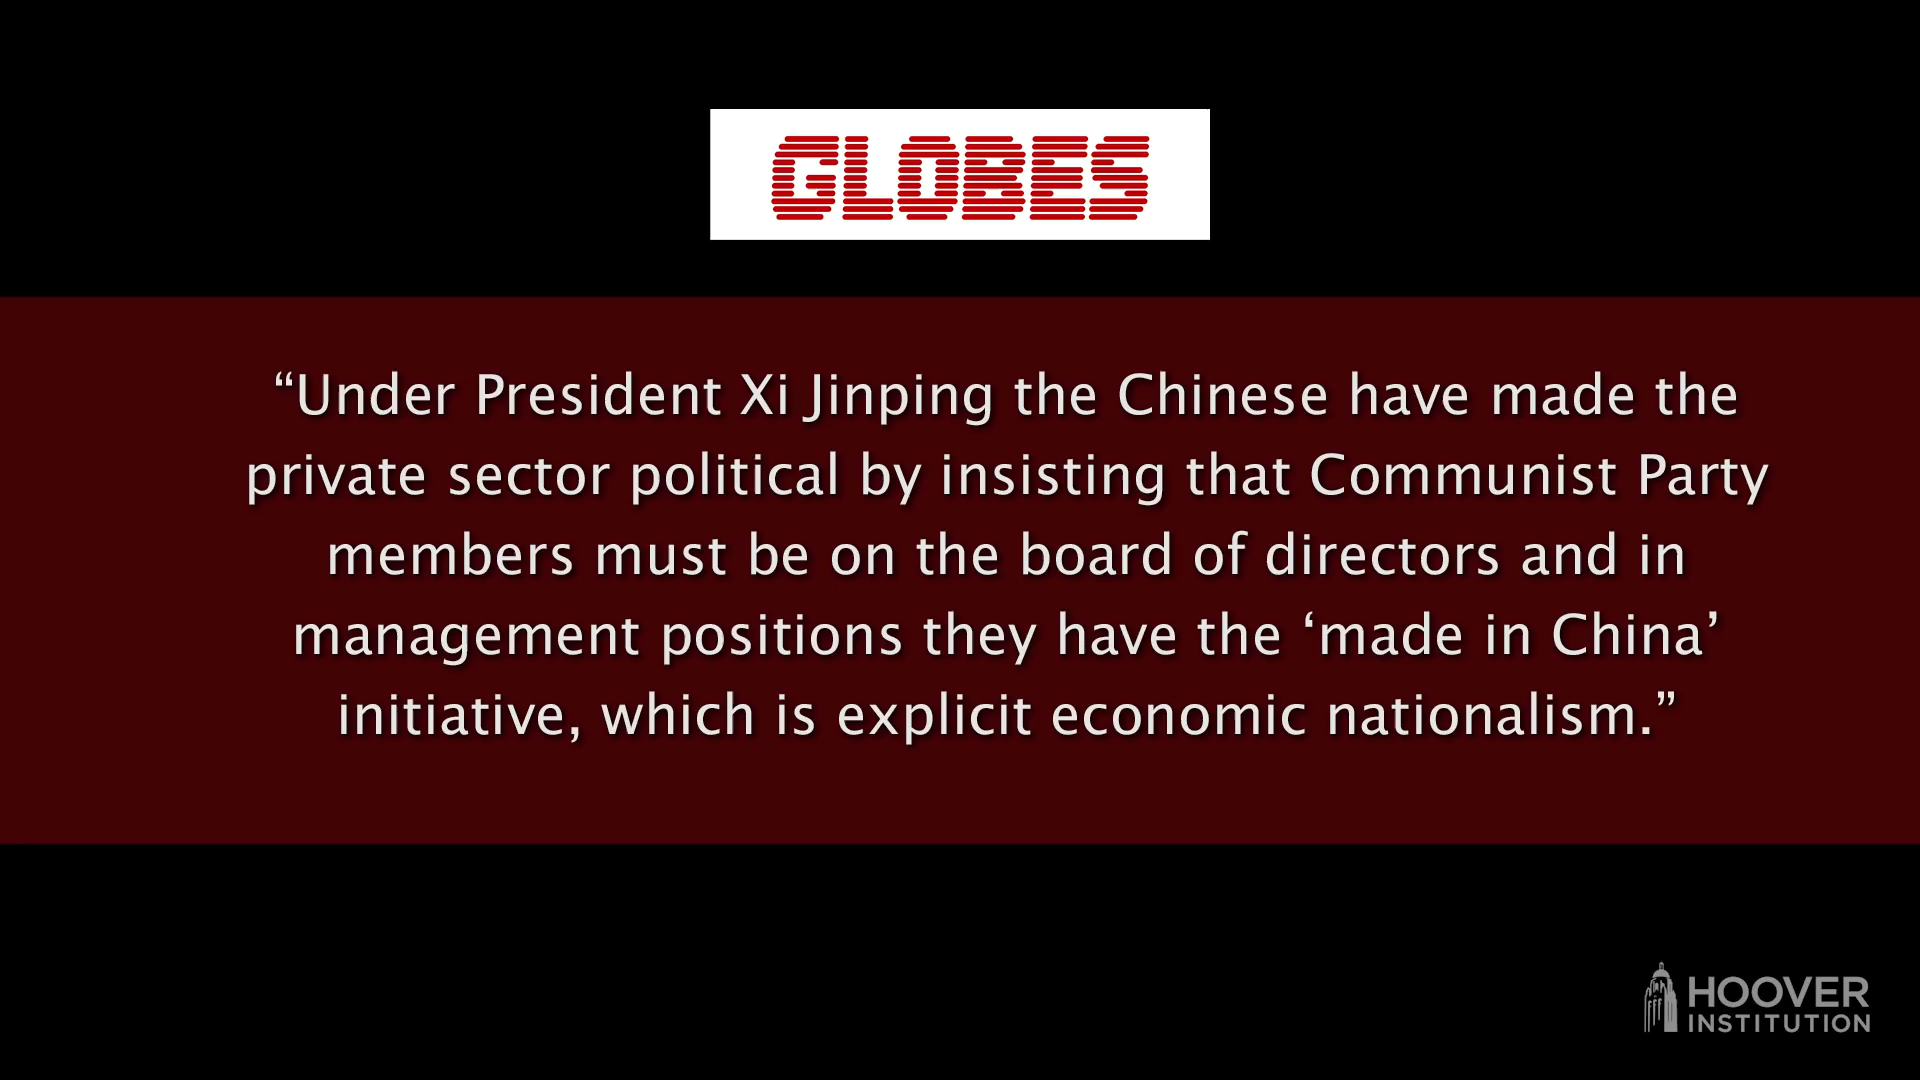 GLOBES
“Under President Xi Jinping the Chinese have made the
private sector political by insisting that Communist Party
members must be on the board of directors and in
management positions they have the ‘made in China’
initiative, which is explicit economic nationalism.”
HOOVER
INSTITUTION